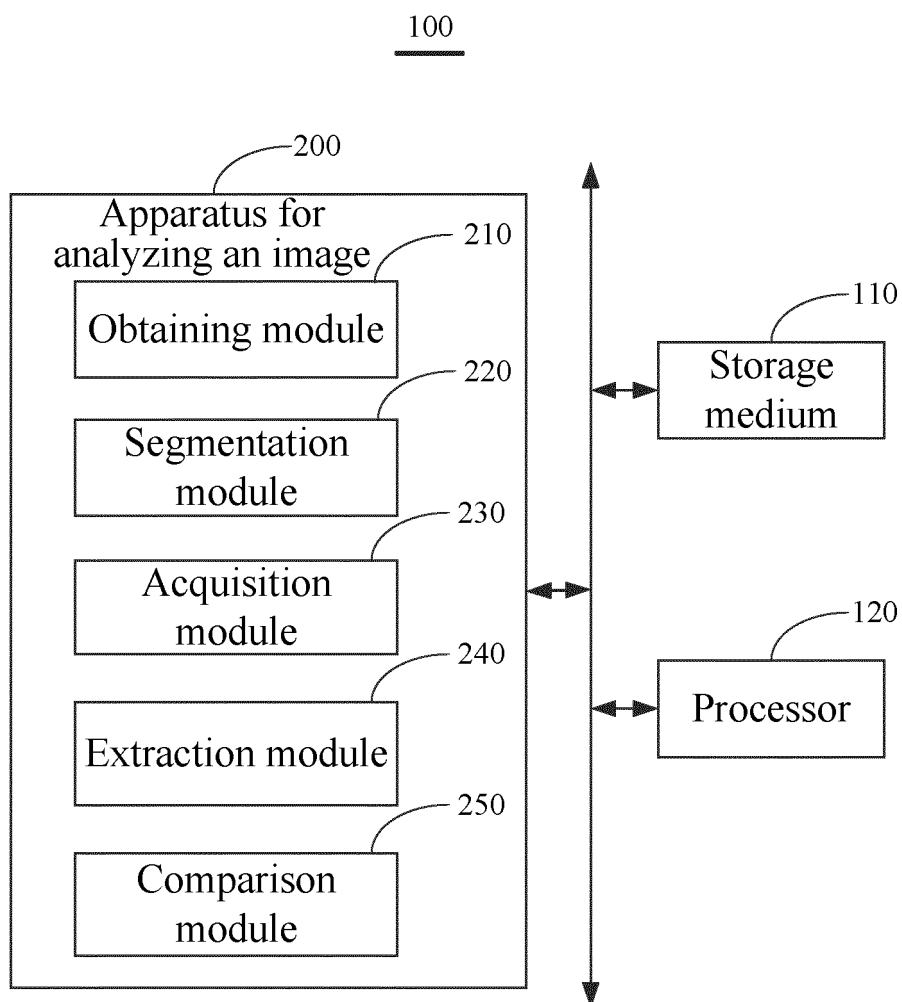 100
200
Apparatus for
analyzing an image
210
Obtaining module
220
Segmentation
module
230
Acquisition
module
240
Extraction module
250
Comparison
module
110
Storage
medium
120
Processor